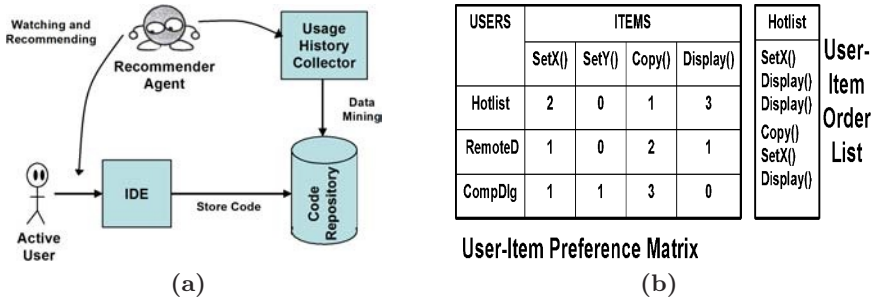 Watching and
Recommending
Recommender
Agent
Usage
History
Collector
Data
Mining
IDE
Store Code
Code
Repository
Active
User
(a)
USERS ITEMS
SetX() SetY() Copy() Display()
Hotlist 2 0 1 3
RemoteD 1 0 2 1
CompDlg 1 1 3 0
User-Item Preference Matrix
Hotlist
SetX()
Display()
Display()
Copy()
SetX()
Display()
User-
Item
Order
List
(b)